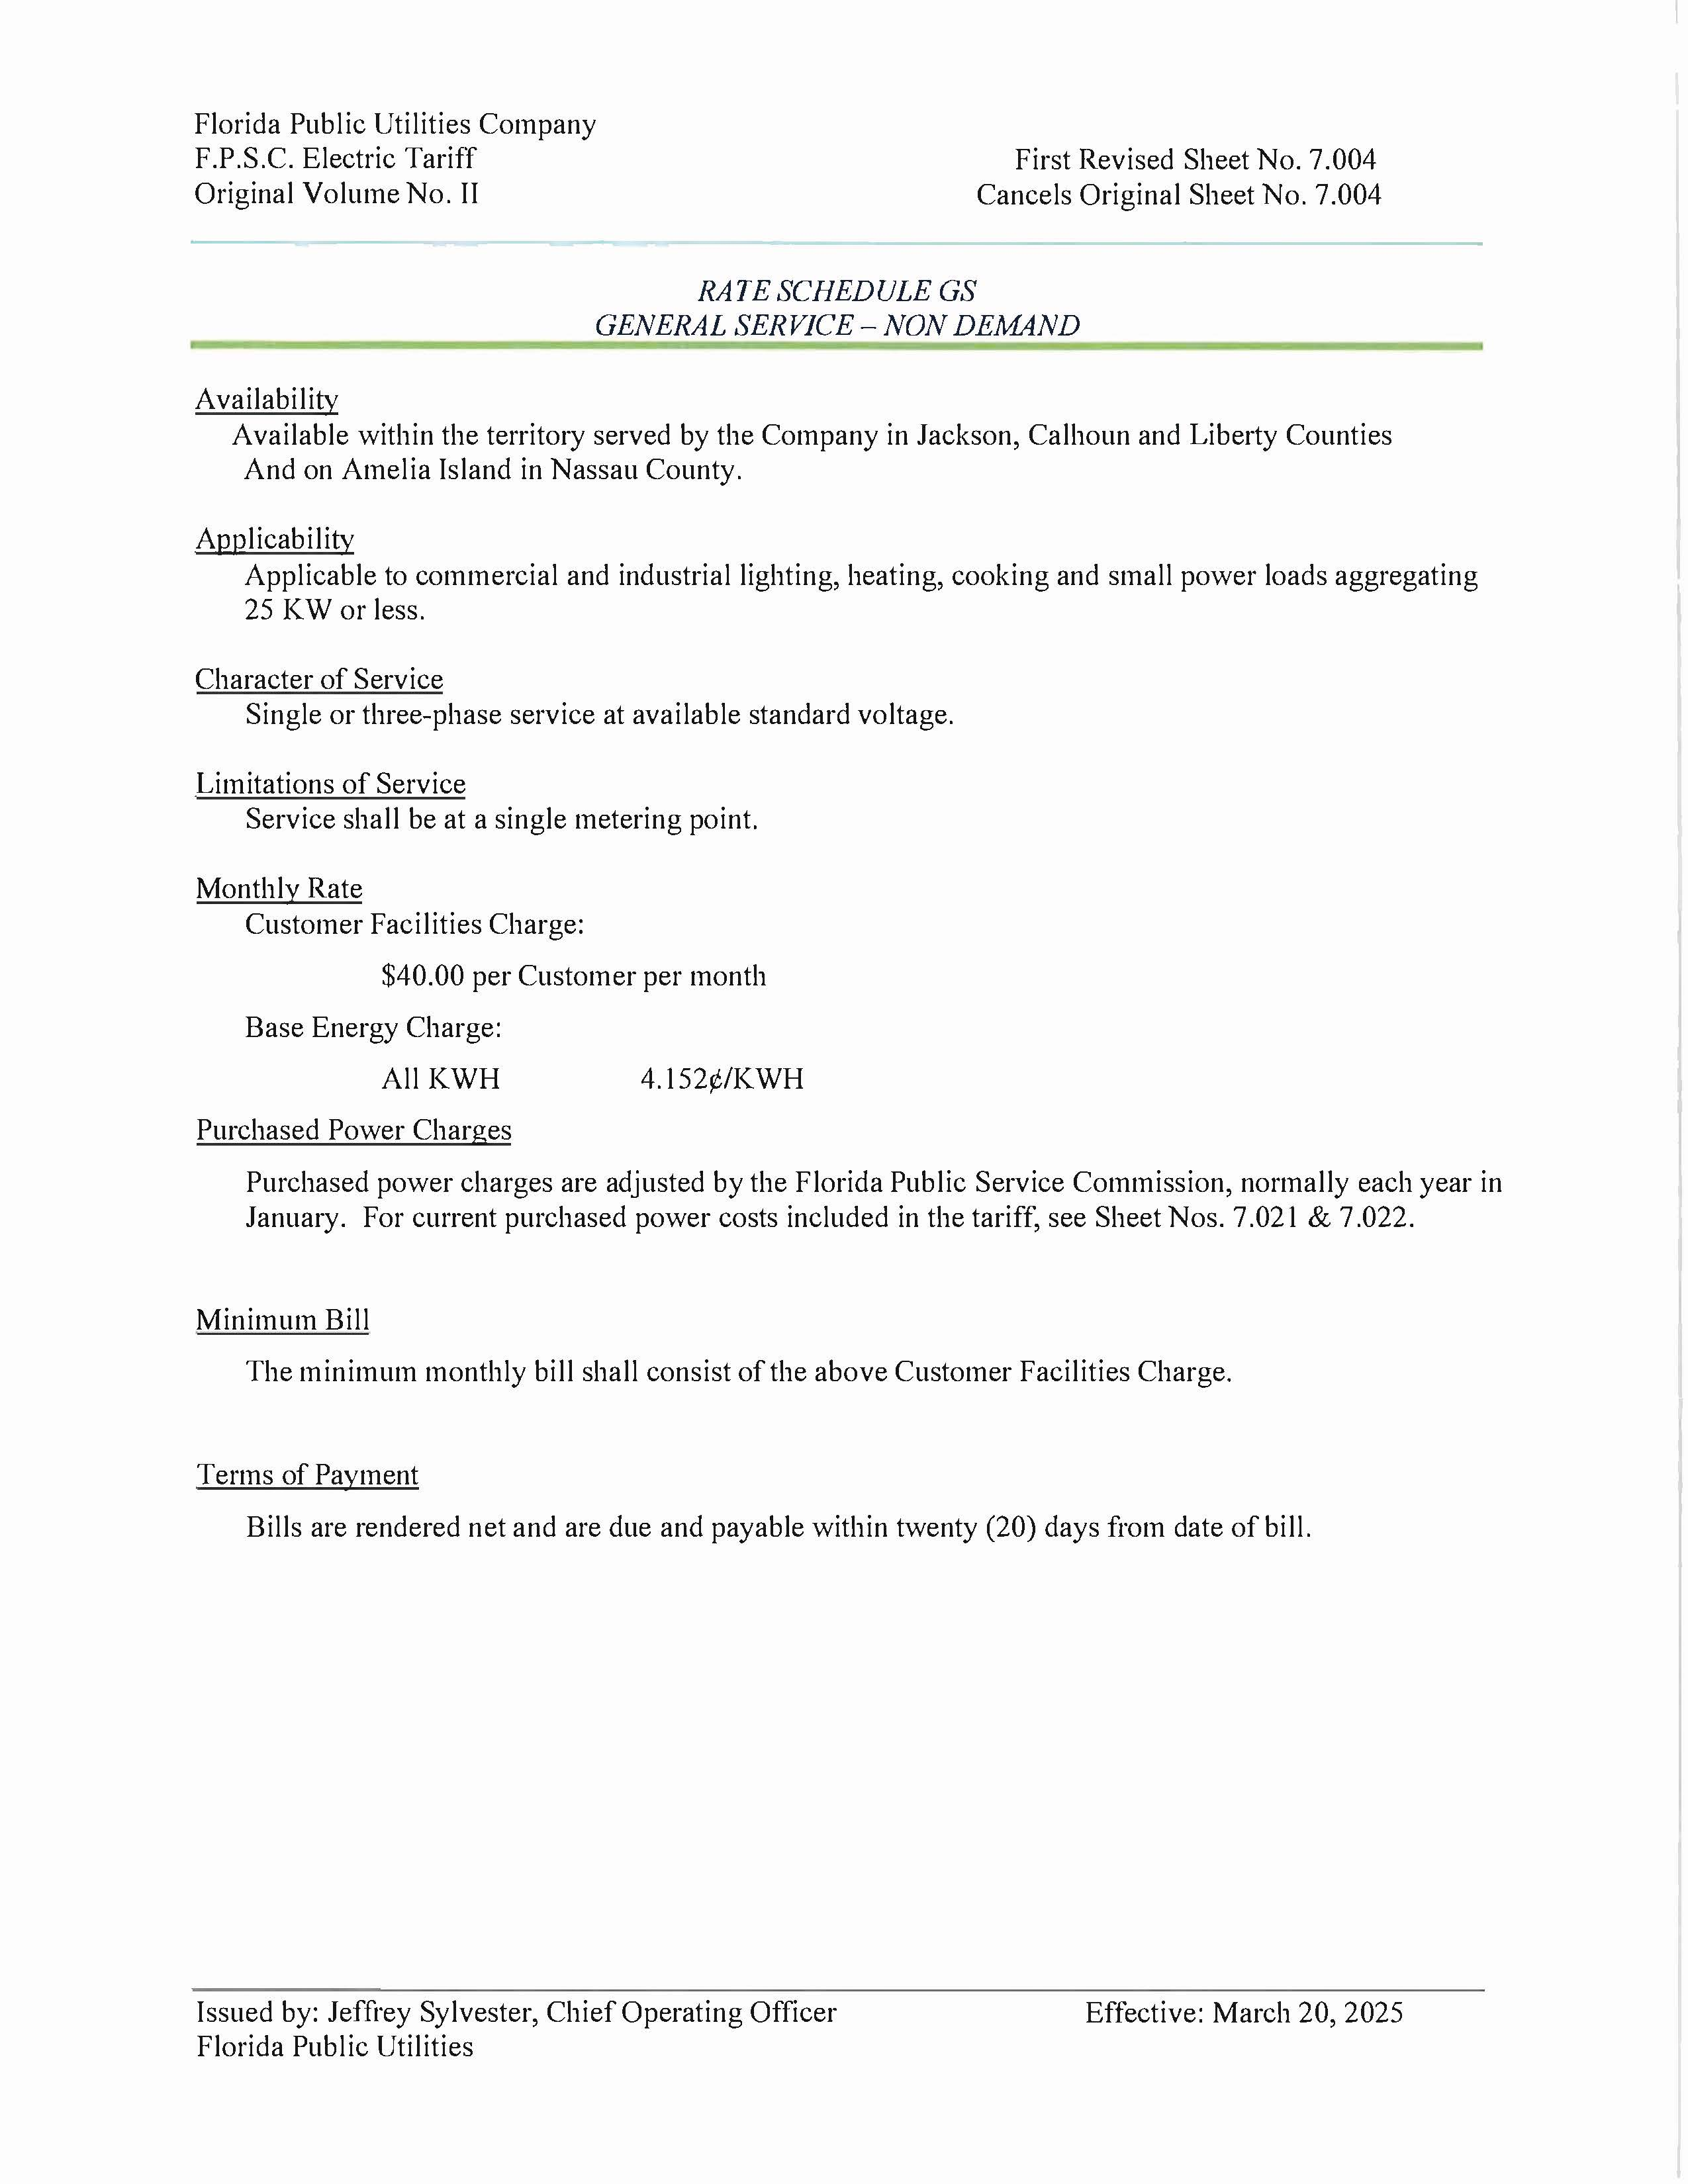 Florida Public Utilities Company
F.P.S.C. Electric Tariff
Original Volume No. II
First Revised Sheet No. 7.004
Cancels Original Sheet No. 7.004
RATE SCHEDULE GS
GENERAL SERVICE – NON DEMAND
Availability
Available within the territory served by the Company in Jackson, Calhoun and Liberty Counties
And on Amelia Island in Nassau County.
Applicability
Applicable to commercial and industrial lighting, heating, cooking and small power loads aggregating
25 KW or less.
Character of Service
Single or three-phase service at available standard voltage.
Limitations of Service
Service shall be at a single metering point.
Monthly Rate
Customer Facilities Charge:
$40.00 per Customer per month
Base Energy Charge:
All KWH 4.152¢/KWH
Purchased Power Charges
Purchased power charges are adjusted by the Florida Public Service Commission, normally each year in
January. For current purchased power costs included in the tariff, see Sheet Nos. 7.021 & 7.022.
Minimum Bill
The minimum monthly bill shall consist of the above Customer Facilities Charge.
Terms of Payment
Bills are rendered net and are due and payable within twenty (20) days from date of bill.
Issued by: Jeffrey Sylvester, Chief Operating Officer
Florida Public Utilities
Effective: March 20, 2025